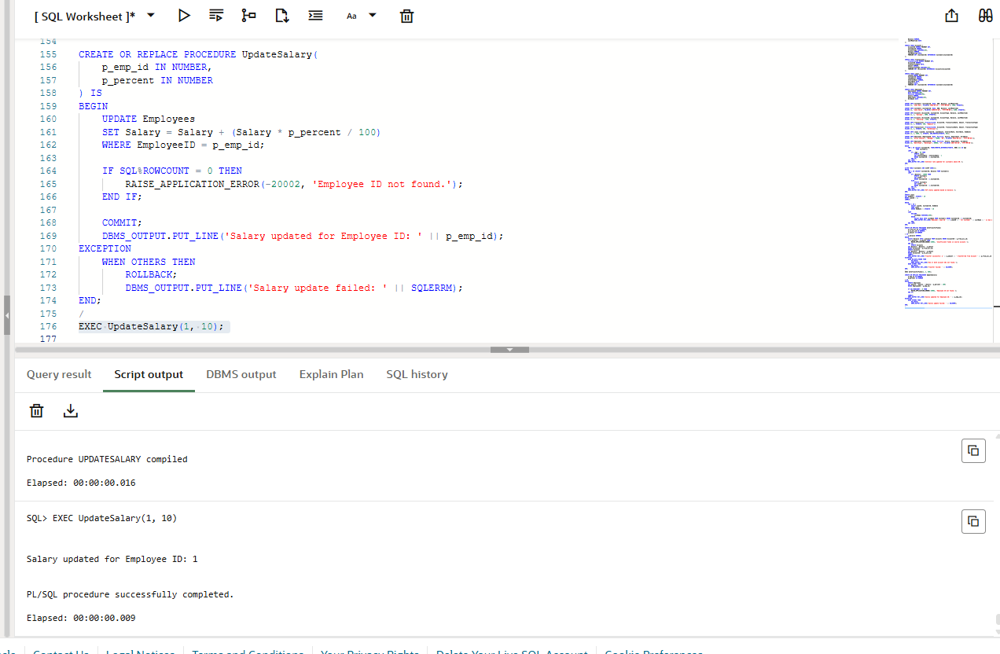 [ SQL Worksheet ]*
Aa
154
155 CREATE OR REPLACE PROCEDURE UpdateSalary(
156     p_emp_id IN NUMBER,
157     p_percent IN NUMBER
158 ) IS
159 BEGIN
160     UPDATE Employees
161     SET Salary = Salary + (Salary * p_percent / 100)
162     WHERE EmployeeID = p_emp_id;
163
164     IF SQL%ROWCOUNT = 0 THEN
165         RAISE_APPLICATION_ERROR(-20002, 'Employee ID not found.');
166     END IF;
167
168     COMMIT;
169     DBMS_OUTPUT.PUT_LINE('Salary updated for Employee ID: ' || p_emp_id);
170 EXCEPTION
171     WHEN OTHERS THEN
172         ROLLBACK;
173         DBMS_OUTPUT.PUT_LINE('Salary update failed: ' || SQLERRM);
174 END;
175 /
176 EXEC UpdateSalary(1, 10);
177
Query result Script output DBMS output Explain Plan SQL history
Procedure UPDATESALARY compiled
Elapsed: 00:00:00.016
SQL> EXEC UpdateSalary(1, 10)
Salary updated for Employee ID: 1
PL/SQL procedure successfully completed.
Elapsed: 00:00:00.009
Contact Us Legal Notices Terms and Conditions Your Privacy Rights Delete Your Live SQL Account Cookie Preferences